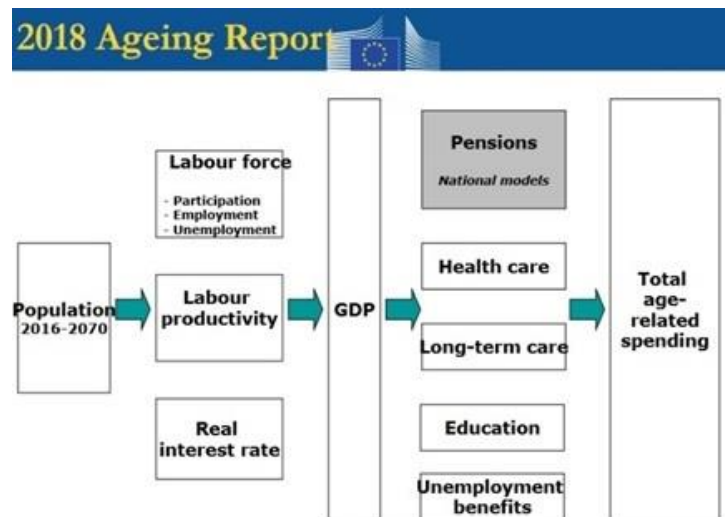 2018 Ageing Report
Population
2016-2070
Labour force
- Participation
- Employment
- Unemployment
Labour
productivity
Real
interest rate
GDP
Pensions
National models
Health care
Long-term care
Education
Unemployment
benefits
Total
age-
related
spending